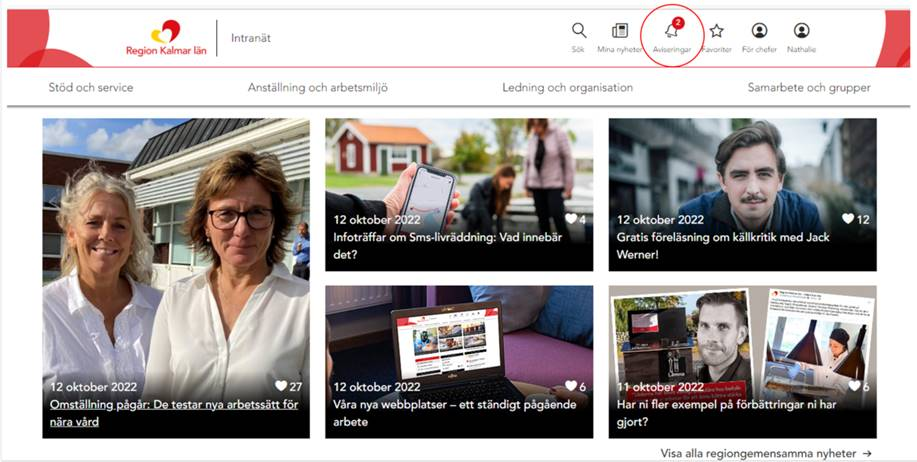 Region Kalmar län
Intranät
Sök
Mina nyheter
Aviseringar
2
Favoriter
För chefer
Nathalie
Stöd och service
Anställning och arbetsmiljö
Ledning och organisation
Samarbete och grupper
12 oktober 2022
27
Omställning pågår: De testar nya arbetssätt för
nära vård
12 oktober 2022
4
Infoträffar om Sms-livräddning: Vad innebär
det?
12 oktober 2022
12
Gratis föreläsning om källkritik med Jack
Werner!
12 oktober 2022
6
Våra nya webbplatser – ett ständigt pågående
arbete
11 oktober 2022
6
Har ni fler exempel på förbättringar ni har
gjort?
Visa alla regiongemensamma nyheter →